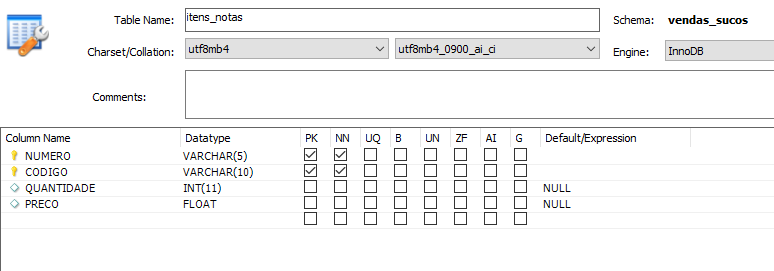 Table Name: itens_notas Schema: vendas_sucos
Charset/Collation: utf8mb4 utf8mb4_0900_ai_ci Engine: InnoDB
Comments:
Column Name Datatype PK NN UQ B UN ZF AI G Default/Expression
NUMERO VARCHAR(5)
CODIGO VARCHAR(10)
QUANTIDADE INT(11) NULL
PRECO FLOAT NULL